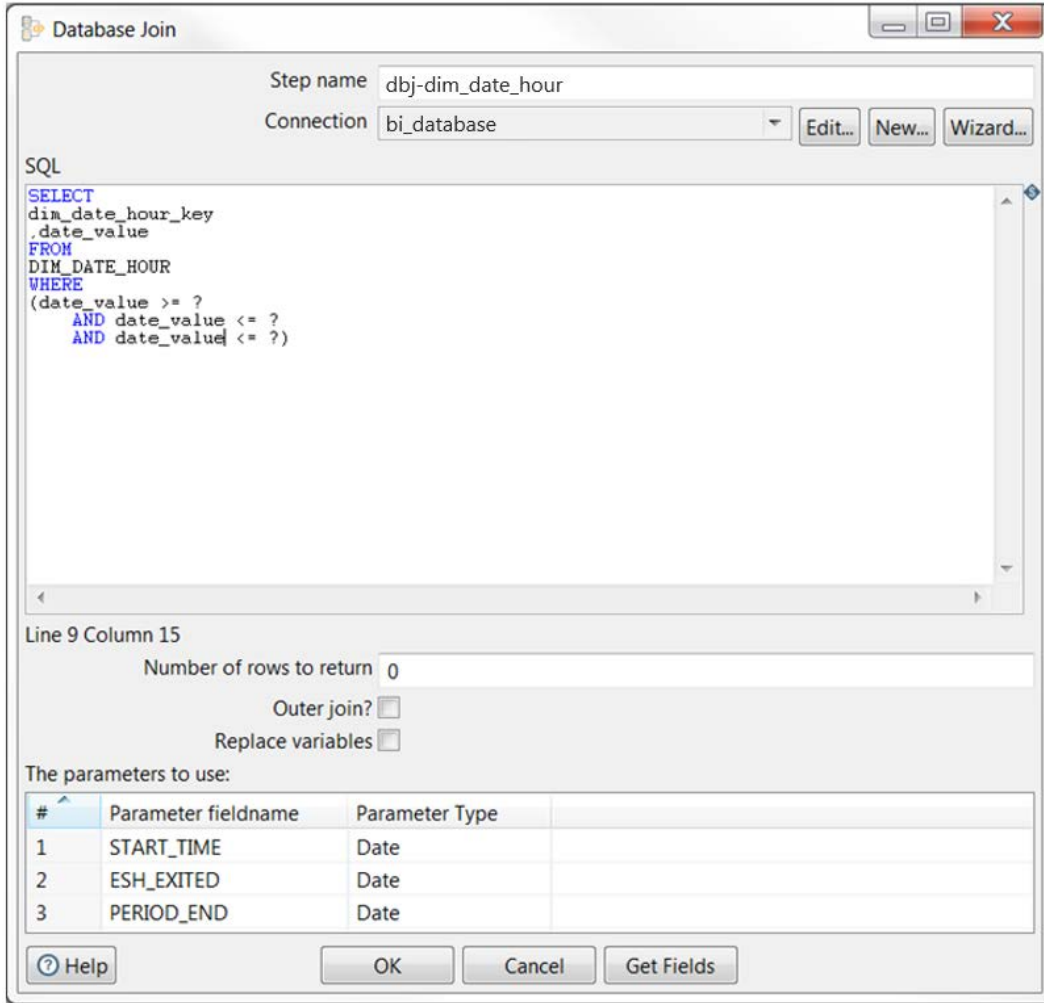 Database Join
Step name dbj-dim_date_hour
Connection bi_database Edit... New... Wizard...
SQL
SELECT
dim_date_hour_key
,date_value
FROM
DIM_DATE_HOUR
WHERE
(date_value >= ?
AND date_value <= ?
AND date_value <= ?)
Line 9 Column 15
Number of rows to return 0
Outer join?
Replace variables
The parameters to use:
# Parameter fieldname Parameter Type
1 START_TIME Date
2 ESH_EXITED Date
3 PERIOD_END Date
? Help OK Cancel Get Fields